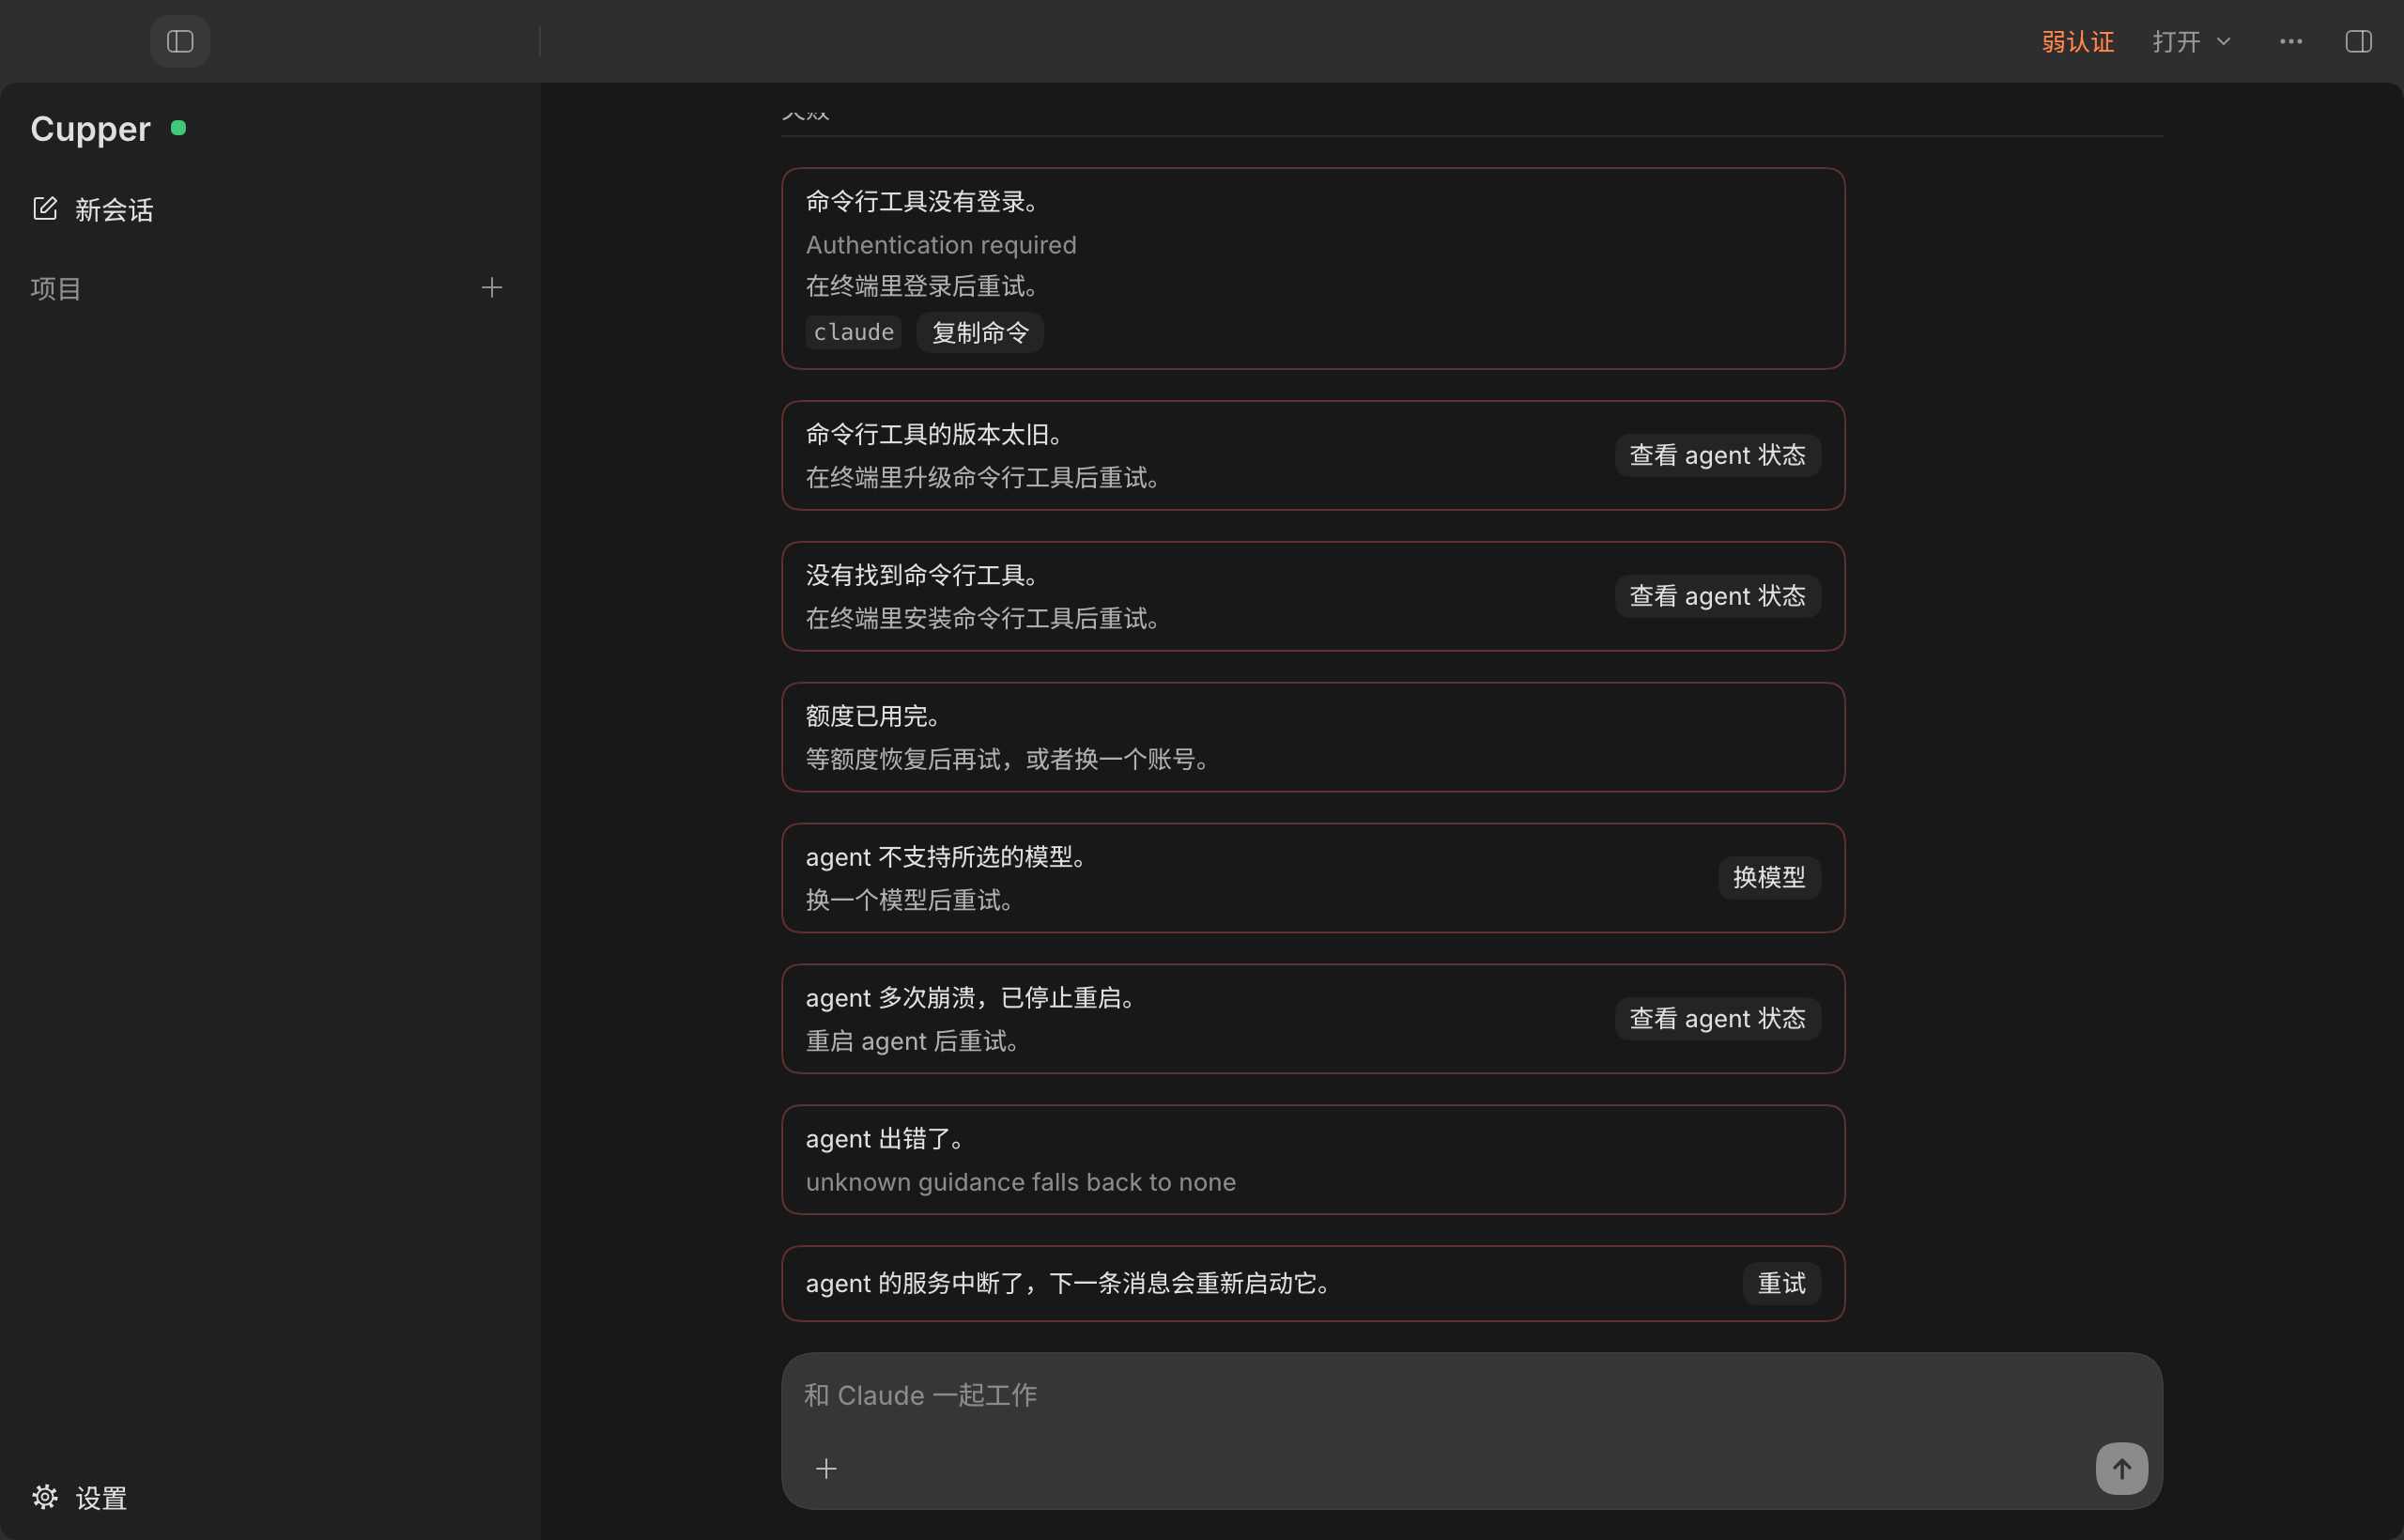 弱认证
打开
Cupper
新会话
项目
命令行工具没有登录。
Authentication required
在终端里登录后重试。
claude 复制命令
命令行工具的版本太旧。
在终端里升级命令行工具后重试。
查看 agent 状态
没有找到命令行工具。
在终端里安装命令行工具后重试。
查看 agent 状态
额度已用完。
等额度恢复后再试，或者换一个账号。
agent 不支持所选的模型。
换一个模型后重试。
换模型
agent 多次崩溃，已停止重启。
重启 agent 后重试。
查看 agent 状态
agent 出错了。
unknown guidance falls back to none
agent 的服务中断了，下一条消息会重新启动它。
重试
和 Claude 一起工作
设置